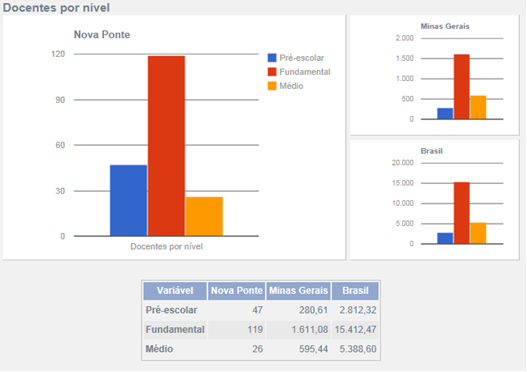 Docentes por nível
Nova Ponte
120
90
60
30
0
Docentes por nível
Pré-escolar
Fundamental
Médio
Minas Gerais
2.000
1.500
1.000
500
0
Brasil
20.000
15.000
10.000
5.000
0
Variável Nova Ponte Minas Gerais Brasil
Pré-escolar 47 280,61 2.812,32
Fundamental 119 1.611,08 15.412,47
Médio 26 595,44 5.388,60